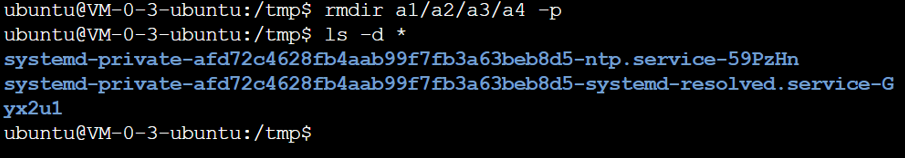 ubuntu@VM-0-3-ubuntu:/tmp$ rmdir a1/a2/a3/a4 -p
ubuntu@VM-0-3-ubuntu:/tmp$ ls -d *
systemd-private-afd72c4628fb4aab99f7fb3a63beb8d5-ntp.service-59PzHn
systemd-private-afd72c4628fb4aab99f7fb3a63beb8d5-systemd-resolved.service-G
yx2u1
ubuntu@VM-0-3-ubuntu:/tmp$